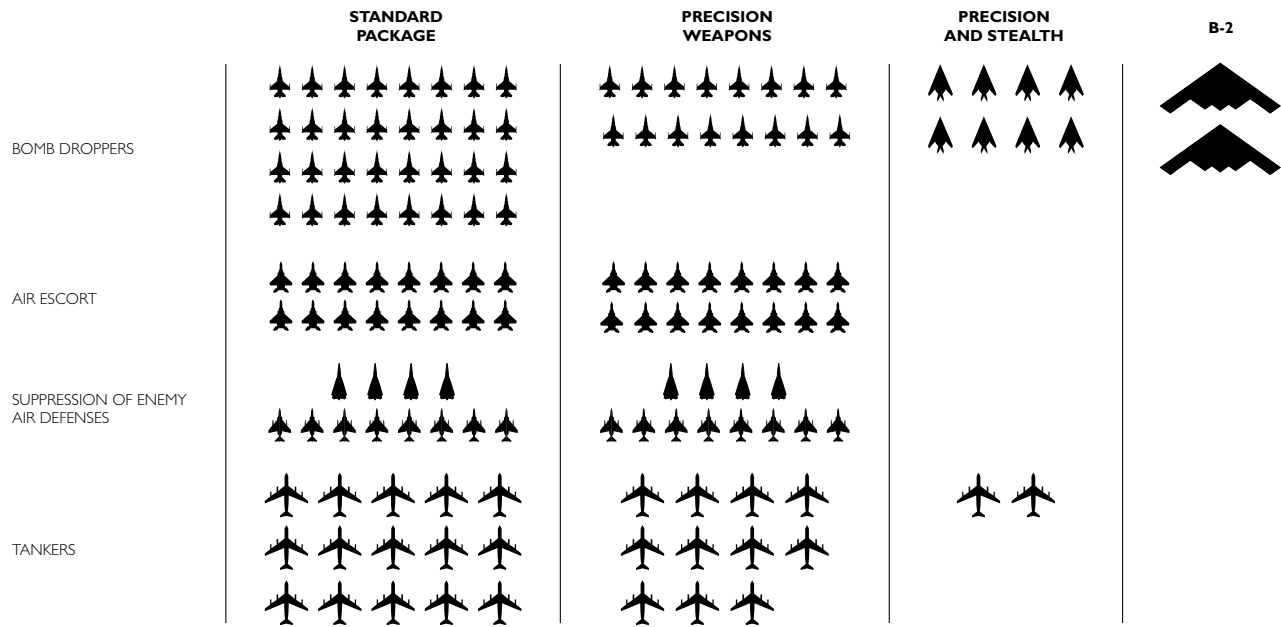 STANDARD
PACKAGE
PRECISION
WEAPONS
PRECISION
AND STEALTH
B-2
BOMB DROPPERS
AIR ESCORT
SUPPRESSION OF ENEMY
AIR DEFENSES
TANKERS